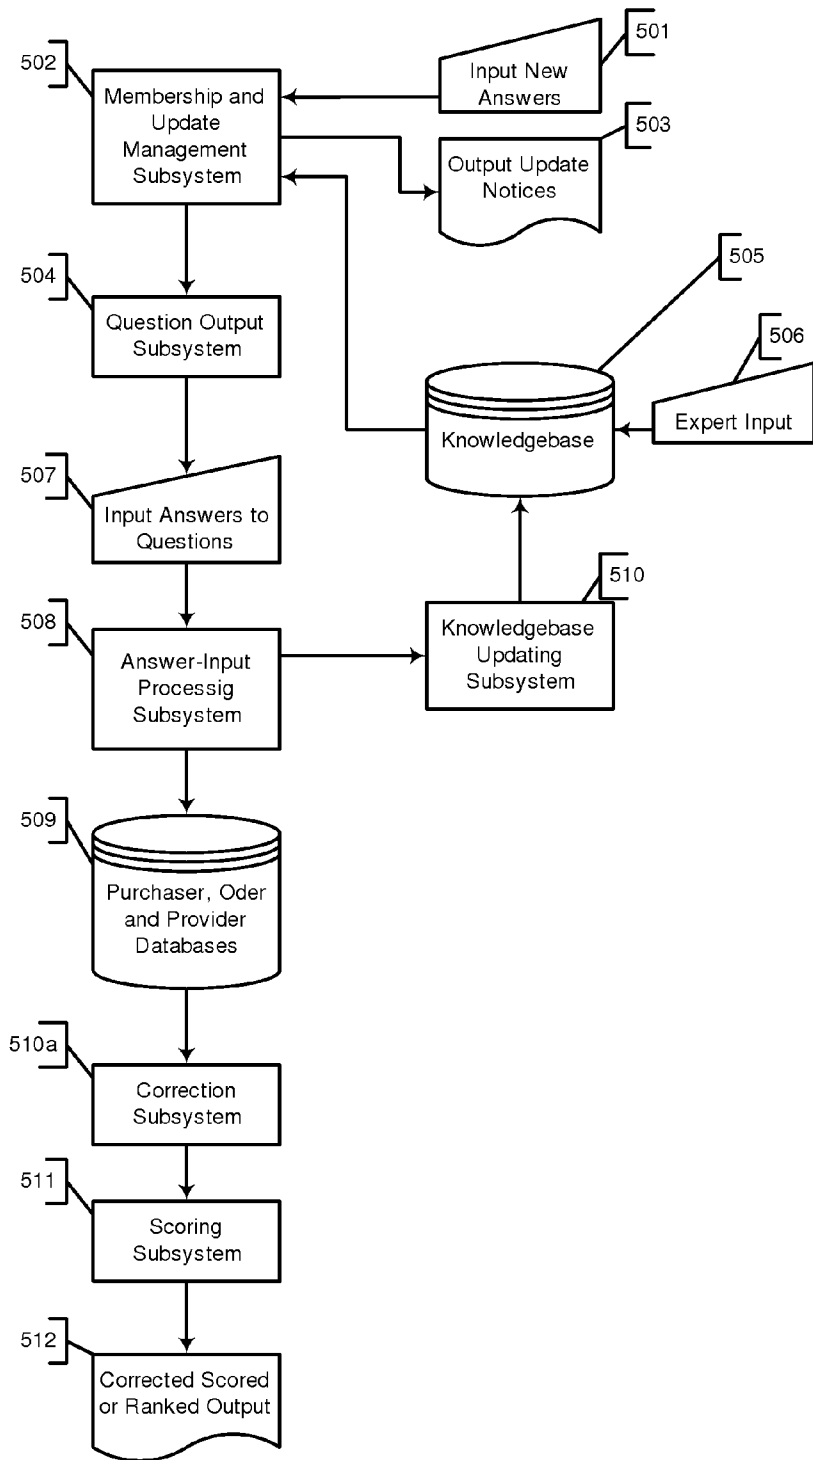 501
502
Input New
Answers
Membership and
Update
Management
Subsystem
503
Output Update
Notices
504
505
Question Output
Subsystem
506
Expert Input
Knowledgebase
507
Input Answers to
Questions
510
508
Knowledgebase
Updating
Subsystem
Answer-Input
Processig
Subsystem
509
Purchaser, Oder
and Provider
Databases
510a
Correction
Subsystem
511
Scoring
Subsystem
512
Corrected Scored
or Ranked Output